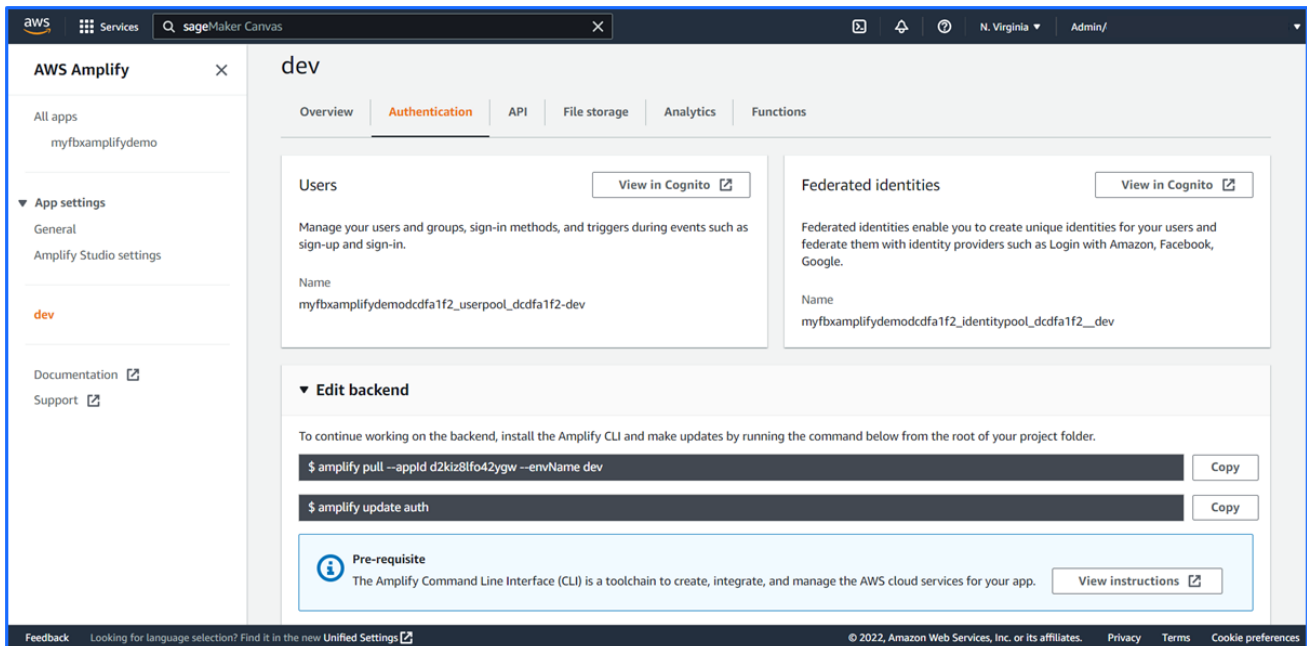 aws
Services
sageMaker Canvas
N. Virginia
Admin/
AWS Amplify
All apps
myfbxamplifydemo
App settings
General
Amplify Studio settings
dev
Documentation
Support
dev
Overview
Authentication
API
File storage
Analytics
Functions
Users
View in Cognito
Manage your users and groups, sign-in methods, and triggers during events such as
sign-up and sign-in.
Name
myfbxamplifydemodcdfa1f2_userpool_dcdfa1f2-dev
Federated identities
View in Cognito
Federated identities enable you to create unique identities for your users and
federate them with identity providers such as Login with Amazon, Facebook,
Google.
Name
myfbxamplifydemodcdfa1f2_identitypool_dcdfa1f2__dev
Edit backend
To continue working on the backend, install the Amplify CLI and make updates by running the command below from the root of your project folder.
$ amplify pull --appId d2kiz8lfo42ygw --envName dev
Copy
$ amplify update auth
Copy
Pre-requisite
The Amplify Command Line Interface (CLI) is a toolchain to create, integrate, and manage the AWS cloud services for your app.
View instructions
Feedback
Looking for language selection? Find it in the new Unified Settings
© 2022, Amazon Web Services, Inc. or its affiliates.
Privacy
Terms
Cookie preferences